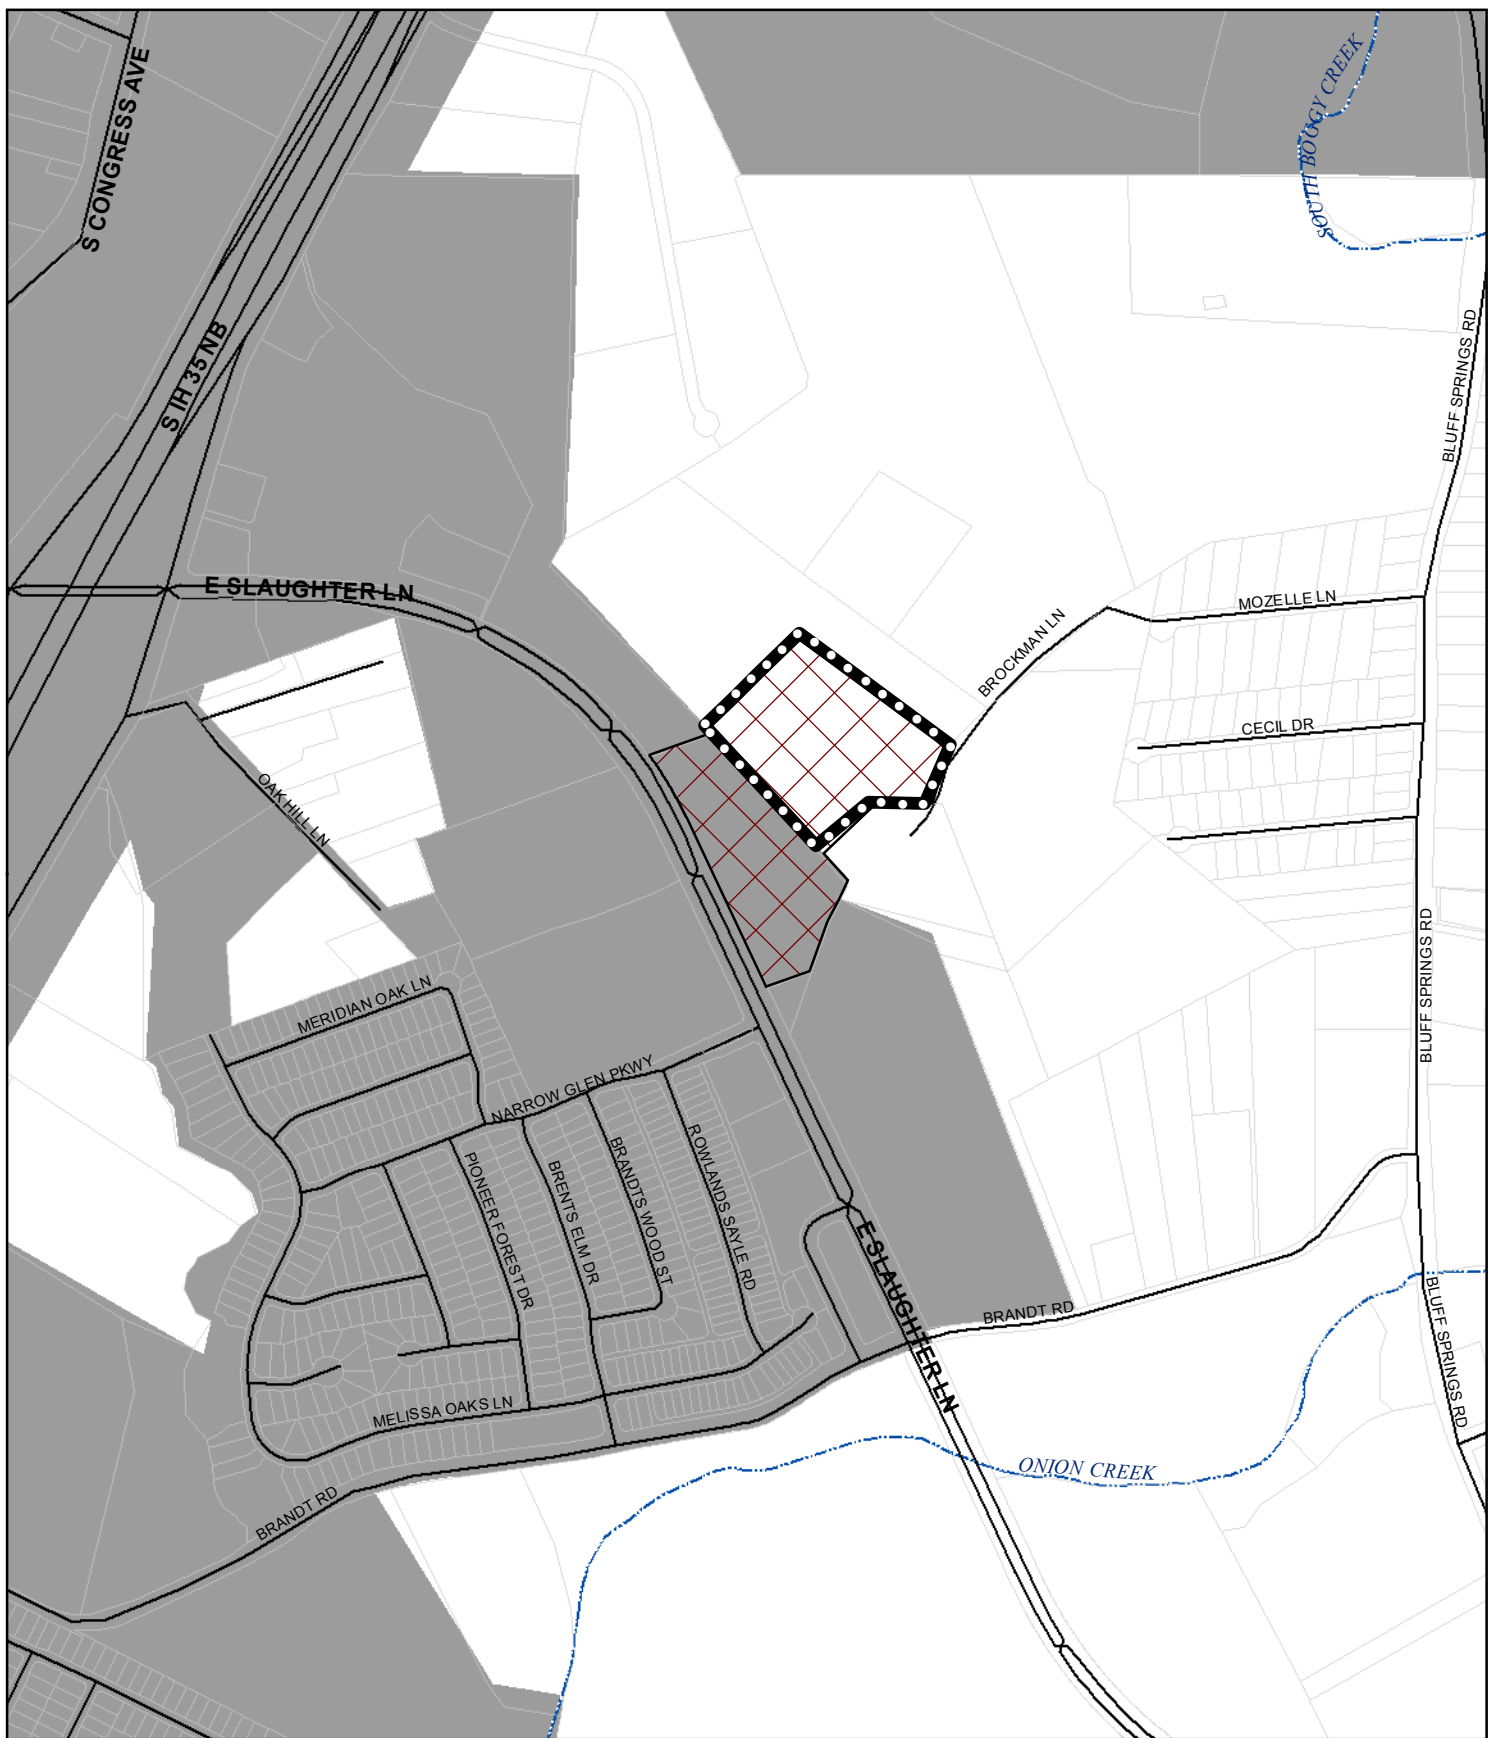 S CONGRESS AVE
SOUTH BOGGY CREEK
S IH 35 NB
BLUFF SPRINGS RD
E SLAUGHTER LN
MOZELLE LN
BROCKMAN LN
CECIL DR
OAK HILL LN
BLUFF SPRINGS RD
MERIDIAN OAK LN
NARROW GLEN PKWY
PIONEER FOREST DR
BRENTS ELM DR
BRANDTS WOOD ST
ROWLANDS SAYLE RD
E SLAUGHTER LN
BRANDT RD
BLUFF SPRINGS RD
MELISSA OAKS LN
ONION CREEK
BRANDT RD